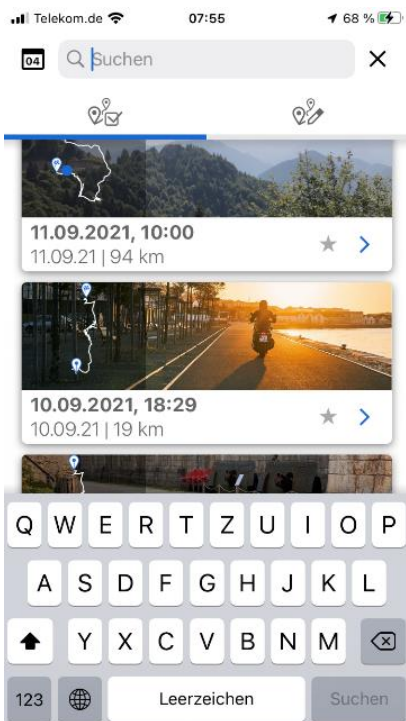 Telekom.de 07:55 68 %
04 Suchen
11.09.2021, 10:00
11.09.21 | 94 km
10.09.2021, 18:29
10.09.21 | 19 km
Q W E R T Z U I O P
A S D F G H J K L
Y X C V B N M
123 Leerzeichen Suchen